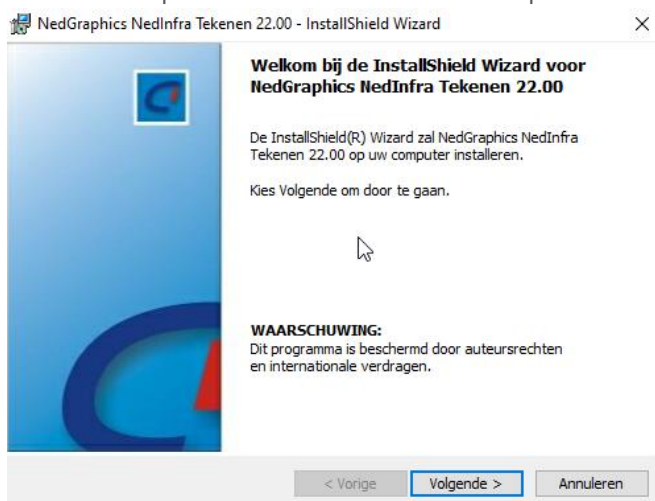 NedGraphics NedInfra Tekenen 22.00 - InstallShield Wizard
Welkom bij de InstallShield Wizard voor
NedGraphics NedInfra Tekenen 22.00
De InstallShield(R) Wizard zal NedGraphics NedInfra
Tekenen 22.00 op uw computer installeren.
Kies Volgende om door te gaan.
WAARSCHUWING:
Dit programma is beschermd door auteursrechten
en internationale verdragen.
< Vorige
Volgende >
Annuleren